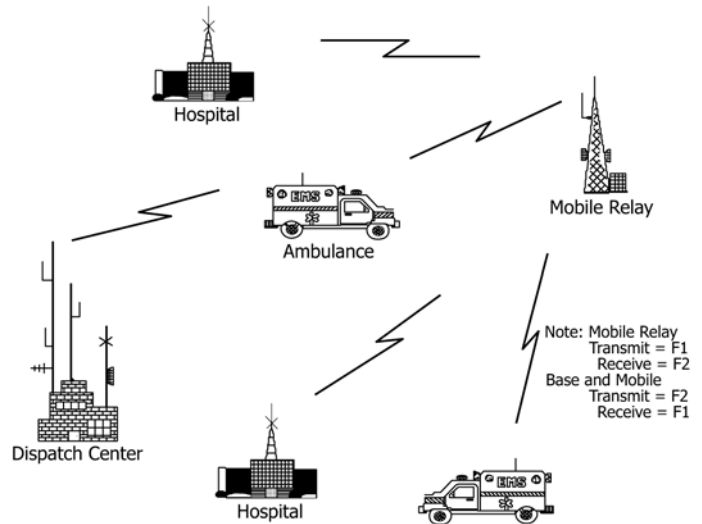 Hospital
EMS
Ambulance
Mobile Relay
Note: Mobile Relay
Transmit = F1
Receive = F2
Base and Mobile
Transmit = F2
Receive = F1
Dispatch Center
Hospital
EMS